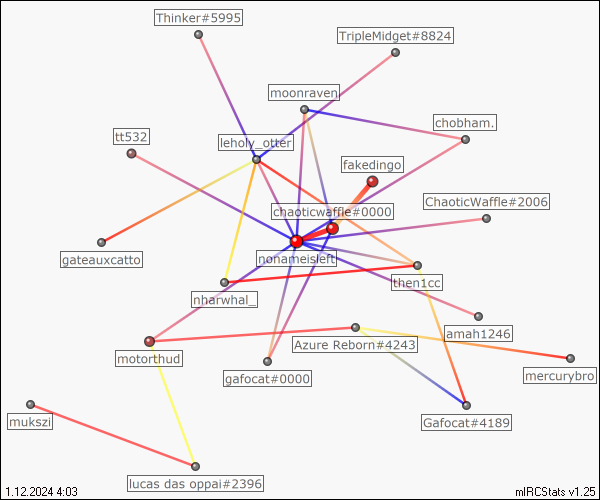 Thinker#5995
TripleMidget#8824
moonraven
chobham.
tt532
leholy_otter
fakedingo
ChaoticWaffle#2006
chaoticwaffle#0000
gateauxcatto
nonameisleft
then1cc
nharwhal_
amah1246
Azure Reborn#4243
motorthud
gafocat#0000
mercurybro
mukszi
Gafocat#4189
lucas das oppai#2396
1.12.2024 4:03
mIRCStats v1.25